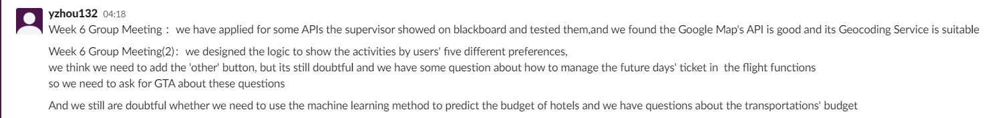 yzhou132 04:18
Week 6 Group Meeting： we have applied for some APIs the supervisor showed on blackboard and tested them,and we found the Google Map's API is good and its Geocoding Service is suitable
Week 6 Group Meeting(2)： we designed the logic to show the activities by users' five different preferences,
we think we need to add the 'other' button, but its still doubtful and we have some question about how to manage the future days' ticket in the flight functions
so we need to ask for GTA about these questions
And we still are doubtful whether we need to use the machine learning method to predict the budget of hotels and we have questions about the transportations' budget